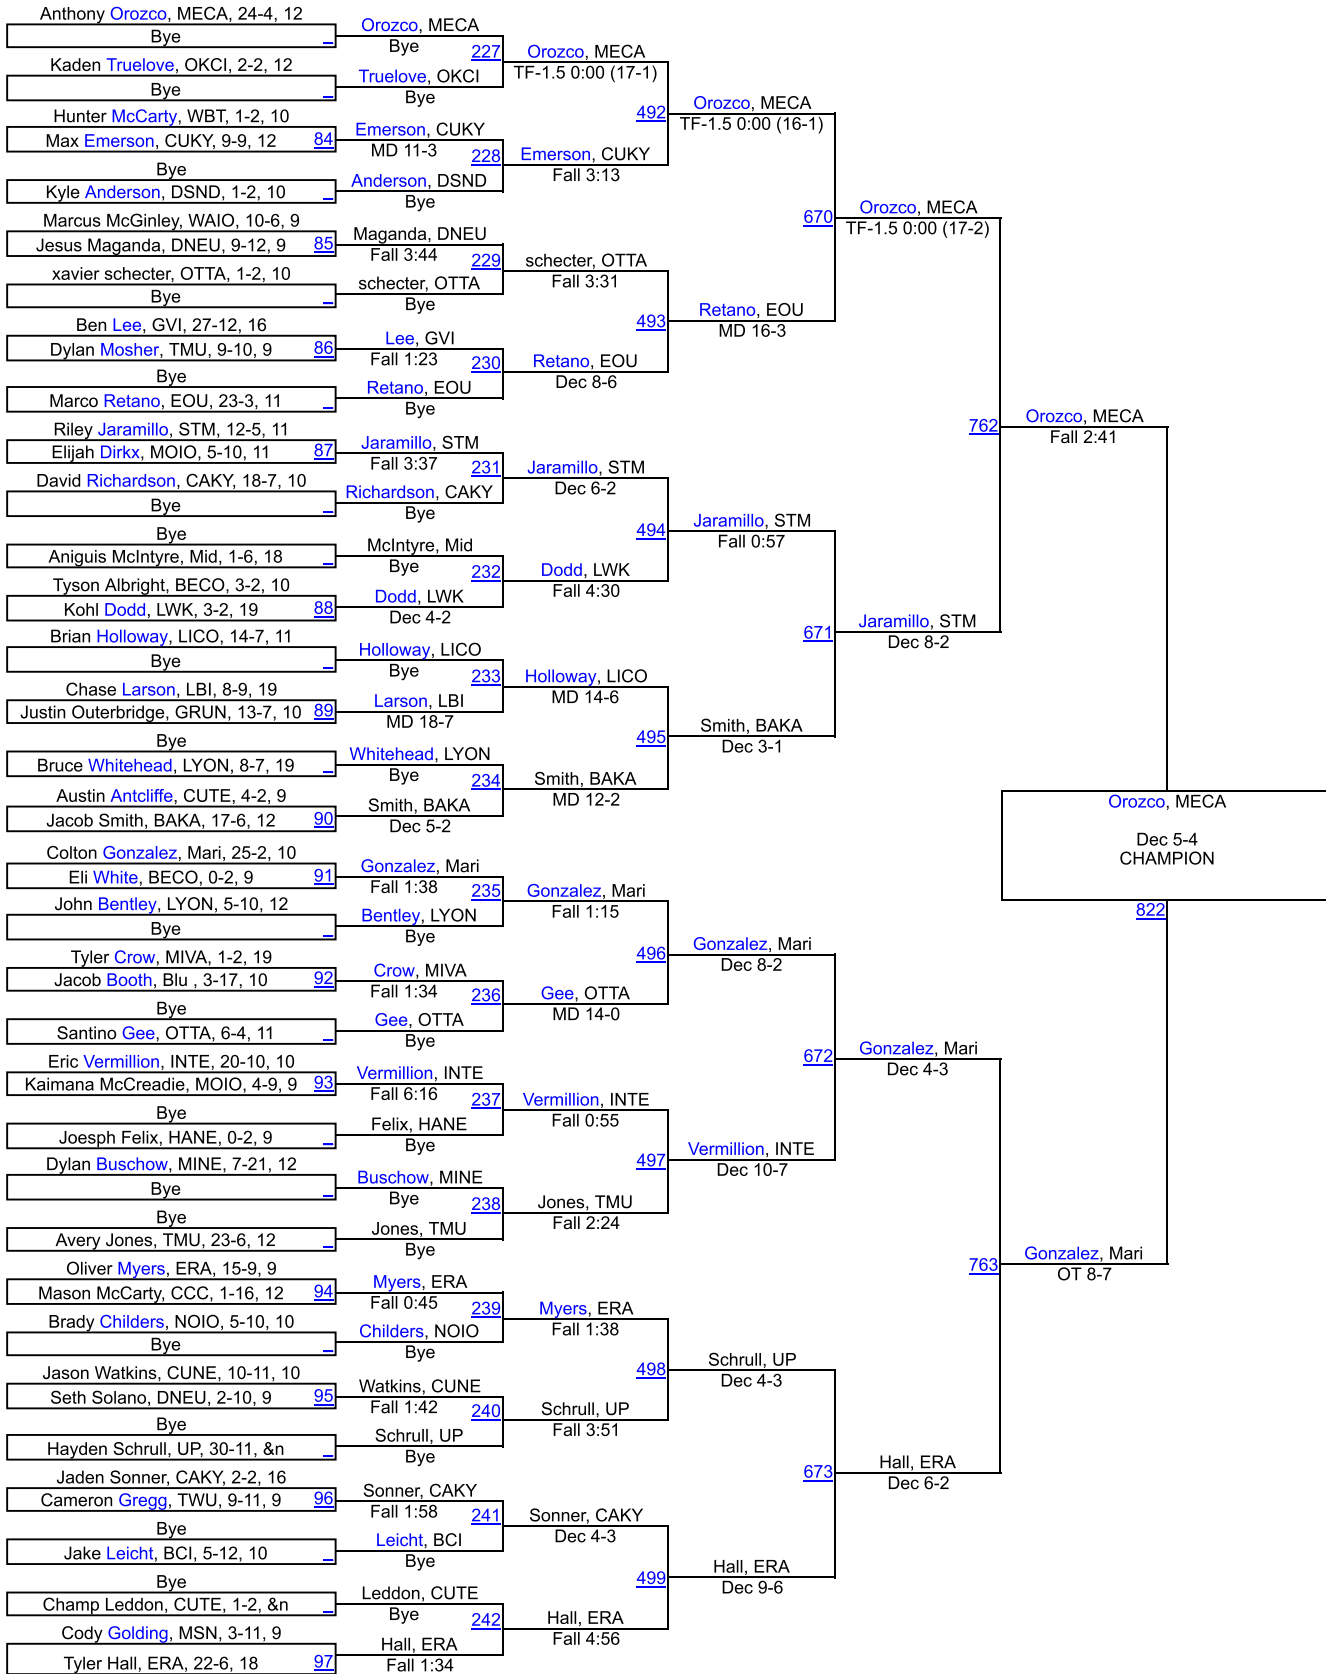 Anthony Orozco, MECA, 24-4, 12
Bye
Kaden Truelove, OKCI, 2-2, 12
Bye
Hunter McCarty, WBT, 1-2, 10
Max Emerson, CUKY, 9-9, 12 84
Bye
Kyle Anderson, DSND, 1-2, 10
Marcus McGinley, WAIO, 10-6, 9
Jesus Maganda, DNEU, 9-12, 9 85
xavier schecter, OTTA, 1-2, 10
Bye
Ben Lee, GVI, 27-12, 16
Dylan Mosher, TMU, 9-10, 9 86
Bye
Marco Retano, EOU, 23-3, 11
Riley Jaramillo, STM, 12-5, 11
Elijah Dirkx, MOIO, 5-10, 11 87
David Richardson, CAKY, 18-7, 10
Bye
Bye
Aniguis McIntyre, Mid, 1-6, 18
Tyson Albright, BECO, 3-2, 10
Kohl Dodd, LWK, 3-2, 19 88
Brian Holloway, LICO, 14-7, 11
Bye
Chase Larson, LBI, 8-9, 19
Justin Outerbridge, GRUN, 13-7, 10 89
Bye
Bruce Whitehead, LYON, 8-7, 19
Austin Antcliffe, CUTE, 4-2, 9
Jacob Smith, BAKA, 17-6, 12 90
Colton Gonzalez, Mari, 25-2, 10
Eli White, BECO, 0-2, 9 91
John Bentley, LYON, 5-10, 12
Bye
Tyler Crow, MIVA, 1-2, 19
Jacob Booth, Blu , 3-17, 10 92
Bye
Santino Gee, OTTA, 6-4, 11
Eric Vermillion, INTE, 20-10, 10
Kaimana McCreadie, MOIO, 4-9, 9 93
Bye
Joesph Felix, HANE, 0-2, 9
Dylan Buschow, MINE, 7-21, 12
Bye
Bye
Avery Jones, TMU, 23-6, 12
Oliver Myers, ERA, 15-9, 9
Mason McCarty, CCC, 1-16, 12 94
Brady Childers, NOIO, 5-10, 10
Bye
Jason Watkins, CUNE, 10-11, 10
Seth Solano, DNEU, 2-10, 9 95
Bye
Hayden Schrull, UP, 30-11, &n
Jaden Sonner, CAKY, 2-2, 16
Cameron Gregg, TWU, 9-11, 9 96
Bye
Jake Leicht, BCI, 5-12, 10
Bye
Champ Leddon, CUTE, 1-2, &n
Cody Golding, MSN, 3-11, 9
Tyler Hall, ERA, 22-6, 18 97
Orozco, MECA
Bye
227
Truelove, OKCI
Bye
Emerson, CUKY
MD 11-3
228
Anderson, DSND
Bye
Maganda, DNEU
Fall 3:44
229
schecter, OTTA
Bye
Lee, GVI
Fall 1:23
230
Retano, EOU
Bye
Jaramillo, STM
Fall 3:37
231
Richardson, CAKY
Bye
McIntyre, Mid
Bye
232
Dodd, LWK
Dec 4-2
Holloway, LICO
Bye
233
Larson, LBI
MD 18-7
Whitehead, LYON
Bye
234
Smith, BAKA
Dec 5-2
Gonzalez, Mari
Fall 1:38
235
Bentley, LYON
Bye
Crow, MIVA
Fall 1:34
236
Gee, OTTA
Bye
Vermillion, INTE
Fall 6:16
237
Felix, HANE
Bye
Buschow, MINE
Bye
238
Jones, TMU
Bye
Myers, ERA
Fall 0:45
239
Childers, NOIO
Bye
Watkins, CUNE
Fall 1:42
240
Schrull, UP
Bye
Sonner, CAKY
Fall 1:58
241
Leicht, BCI
Bye
Leddon, CUTE
Bye
242
Hall, ERA
Fall 1:34
Orozco, MECA
TF-1.5 0:00 (17-1)
492
Emerson, CUKY
Fall 3:13
schecter, OTTA
Fall 3:31
493
Retano, EOU
Dec 8-6
Jaramillo, STM
Dec 6-2
494
Dodd, LWK
Fall 4:30
Holloway, LICO
MD 14-6
495
Smith, BAKA
MD 12-2
Gonzalez, Mari
Fall 1:15
496
Gee, OTTA
MD 14-0
Vermillion, INTE
Fall 0:55
497
Jones, TMU
Fall 2:24
Myers, ERA
Fall 1:38
498
Schrull, UP
Fall 3:51
Sonner, CAKY
Dec 4-3
499
Hall, ERA
Fall 4:56
Orozco, MECA
TF-1.5 0:00 (16-1)
670
Retano, EOU
MD 16-3
Jaramillo, STM
Fall 0:57
671
Smith, BAKA
Dec 3-1
Gonzalez, Mari
Dec 8-2
672
Vermillion, INTE
Dec 10-7
Schrull, UP
Dec 4-3
673
Hall, ERA
Dec 9-6
Orozco, MECA
TF-1.5 0:00 (17-2)
762
Jaramillo, STM
Dec 8-2
Gonzalez, Mari
Dec 4-3
763
Hall, ERA
Dec 6-2
Orozco, MECA
Fall 2:41
Gonzalez, Mari
OT 8-7
Orozco, MECA
Dec 5-4
CHAMPION
822